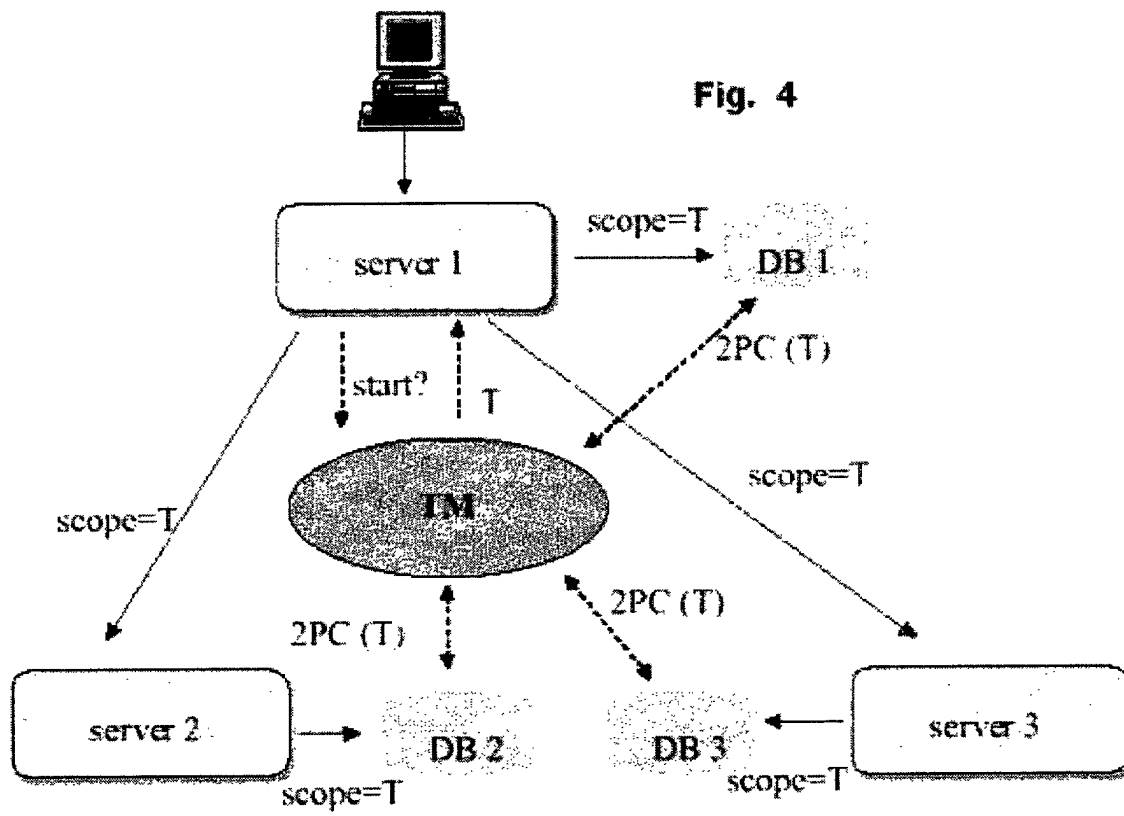 Fig. 4
scope=T
server 1
DB 1
2PC (T)
start?
T
scope=T
TM
scope=T
2PC (T)
2PC (T)
server 2
DB 2
DB 3
server 3
scope=T
scope=T